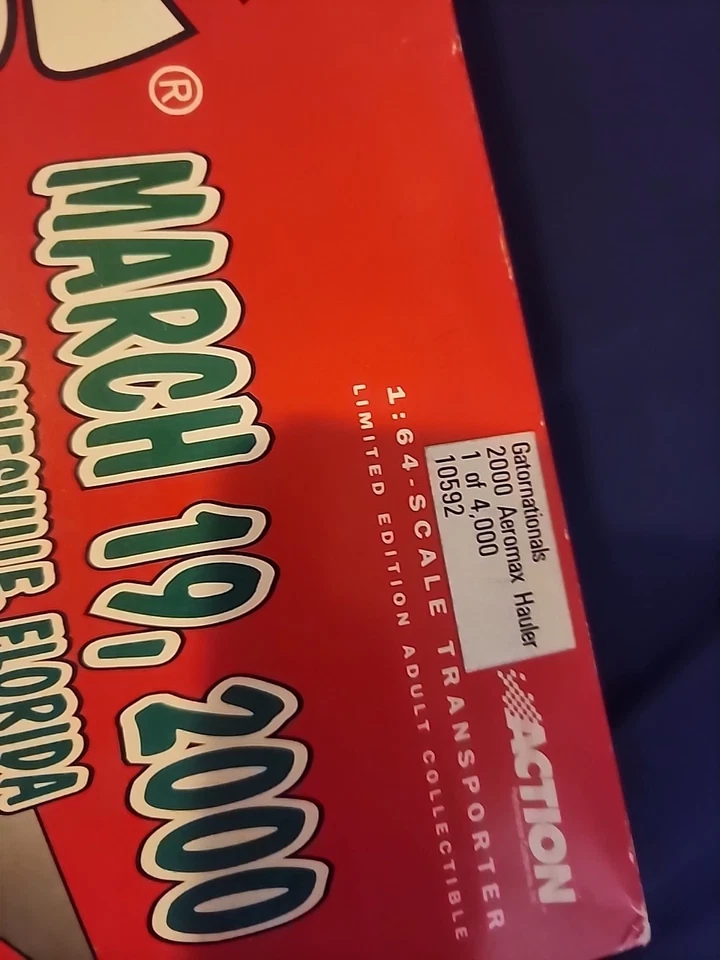 ®
MARCH 19, 2000
GAINESVILLE, FLORIDA
Gatornationals
2000 Aeromax Hauler
1 of 4,000
10592
1:64-SCALE TRANSPORTER
LIMITED EDITION ADULT COLLECTIBLE
ACTION